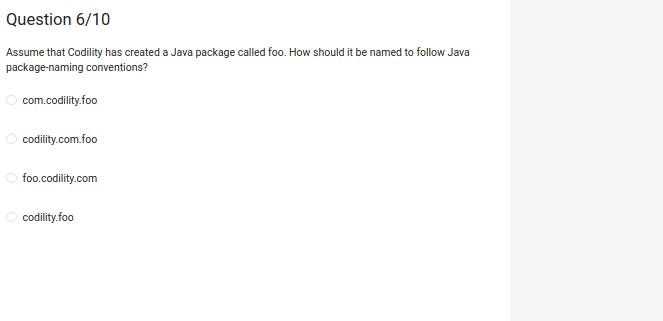 Question 6/10
Assume that Codility has created a Java package called foo. How should it be named to follow Java
package-naming conventions?
com.codility.foo
codility.com.foo
foo.codility.com
codility.foo